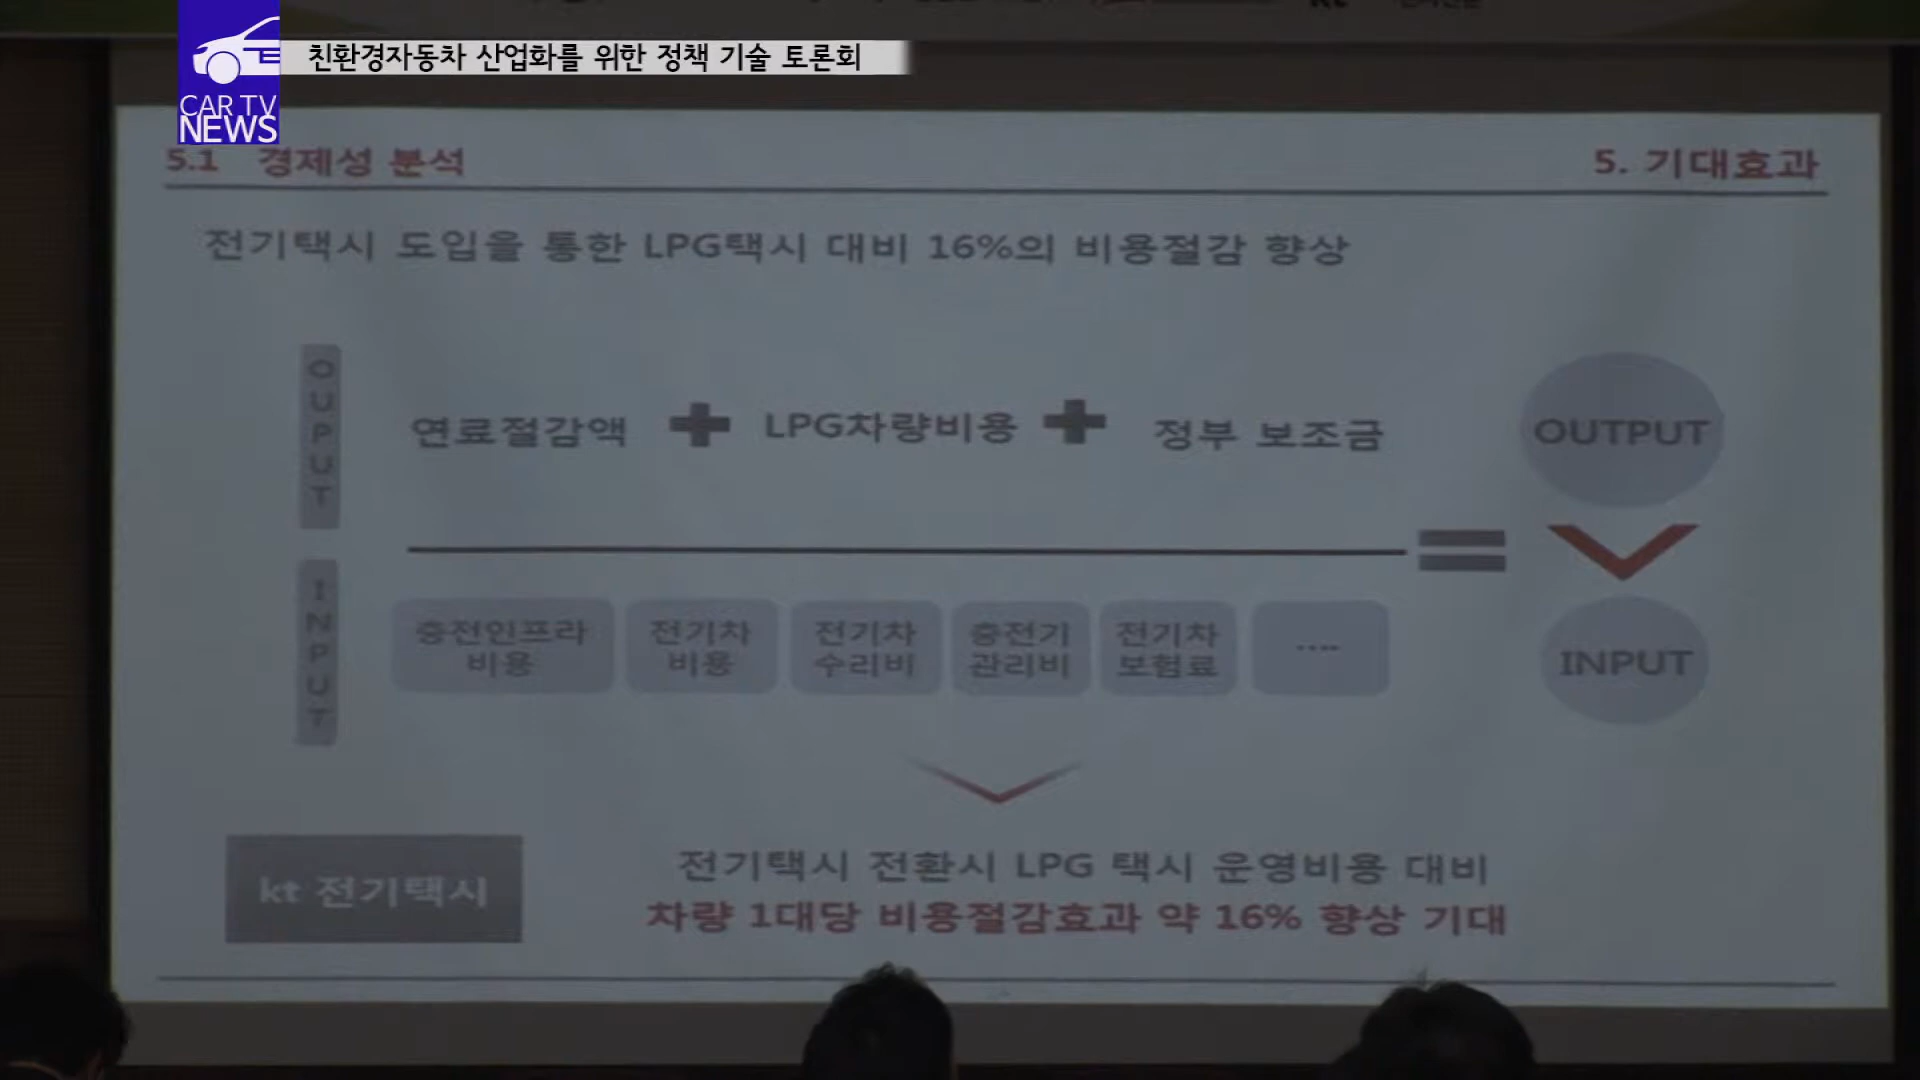 친환경자동차 산업화를 위한 정책 기술 토론회
CAR TV
NEWS
5.1 경제성 분석
5. 기대효과
전기택시 도입을 통한 LPG택시 대비 16%의 비용절감 향상
OUPUT
연료절감액 + LPG차량비용 + 정부 보조금
OUTPUT
=
INPUT
충전인프라
비용
전기차
비용
전기차
수리비
충전기
관리비
전기차
보험료
....
INPUT
kt 전기택시
전기택시 전환시 LPG 택시 운영비용 대비
차량 1대당 비용절감효과 약 16% 향상 기대